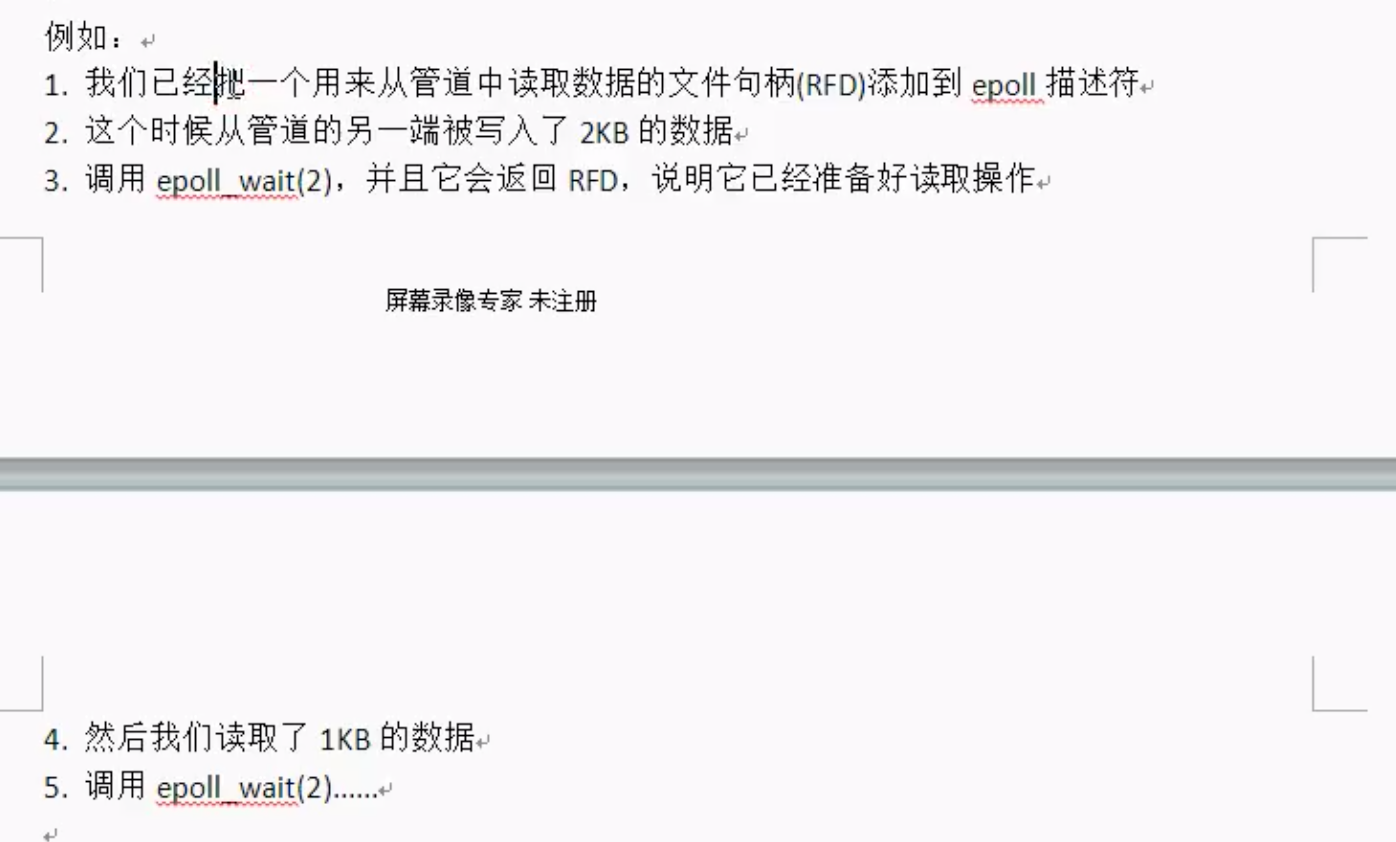 例如：
1. 我们已经把一个用来从管道中读取数据的文件句柄(RFD)添加到 epoll 描述符
2. 这个时候从管道的另一端被写入了 2KB 的数据
3. 调用 epoll_wait(2)，并且它会返回 RFD，说明它已经准备好读取操作
屏幕录像专家 未注册
4. 然后我们读取了 1KB 的数据
5. 调用 epoll_wait(2)……